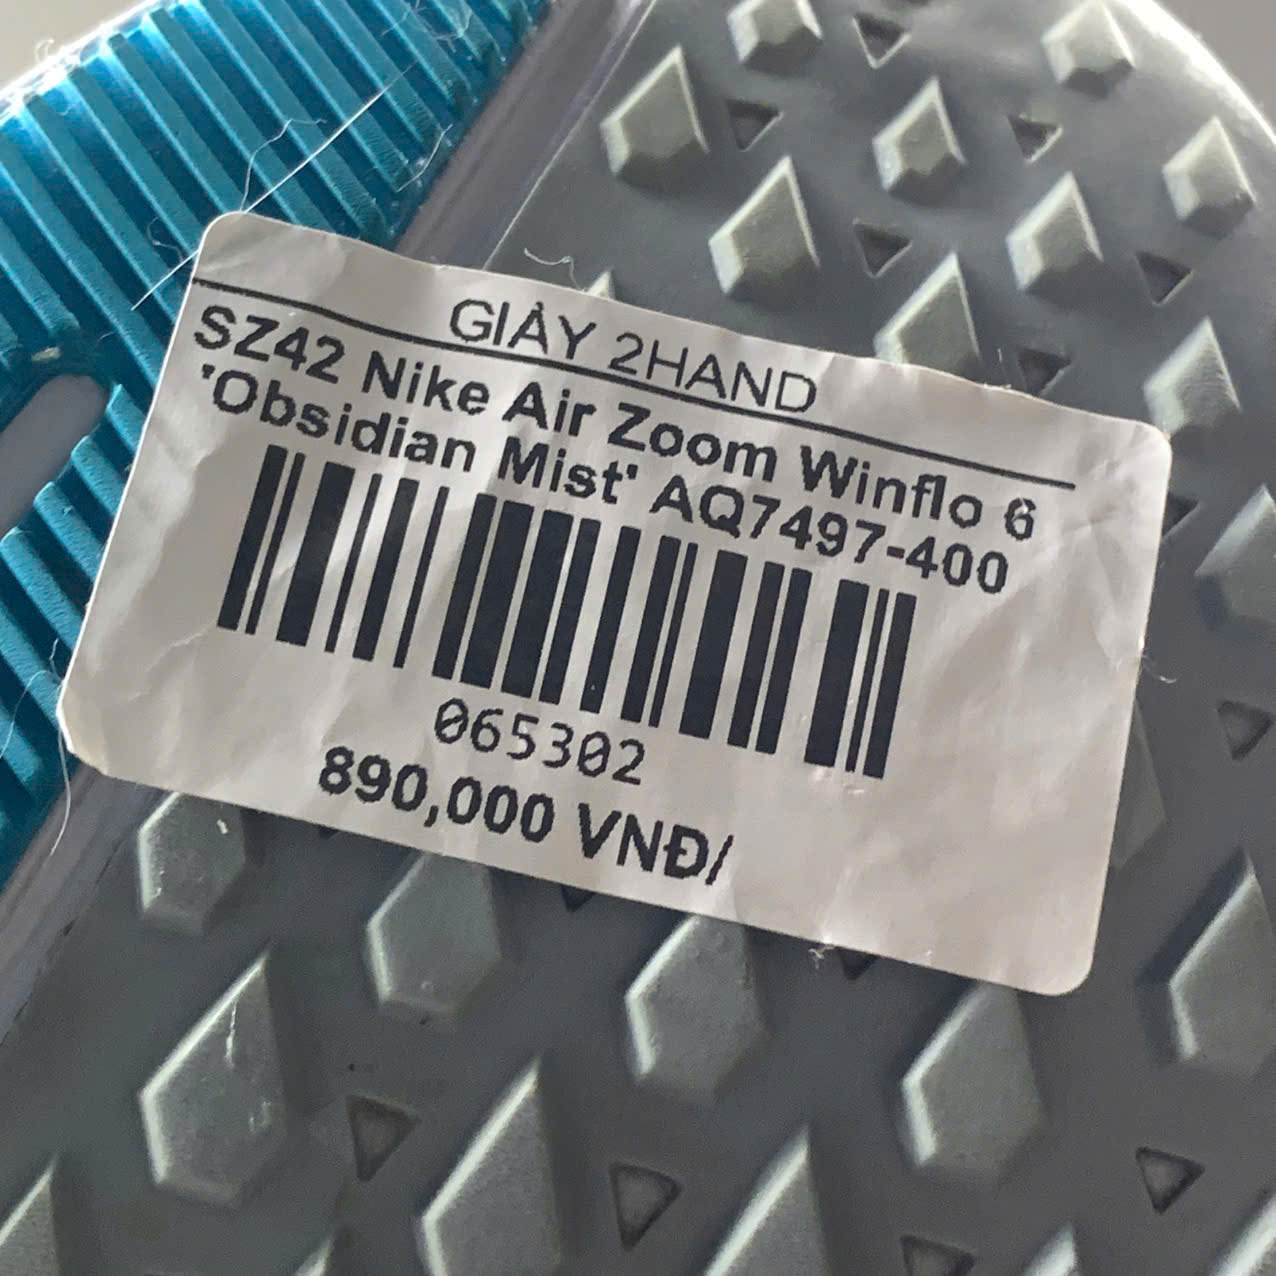 GIÀY 2HAND
SZ42 Nike Air Zoom Winflo 6
'Obsidian Mist' AQ7497-400
065302
890,000 VNĐ/